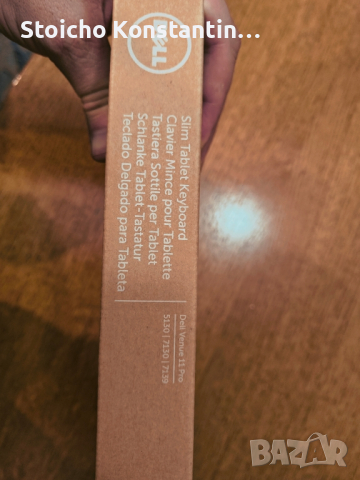 Stoicho Konstantin...
DELL
Slim Tablet Keyboard
Clavier Mince pour Tablette
Tastiera Sottile per Tablet
Schlanke Tablet-Tastatur
Teclado Delgado para Tableta
Dell Venue 11 Pro
5130 | 7130 | 7139
BAZAR